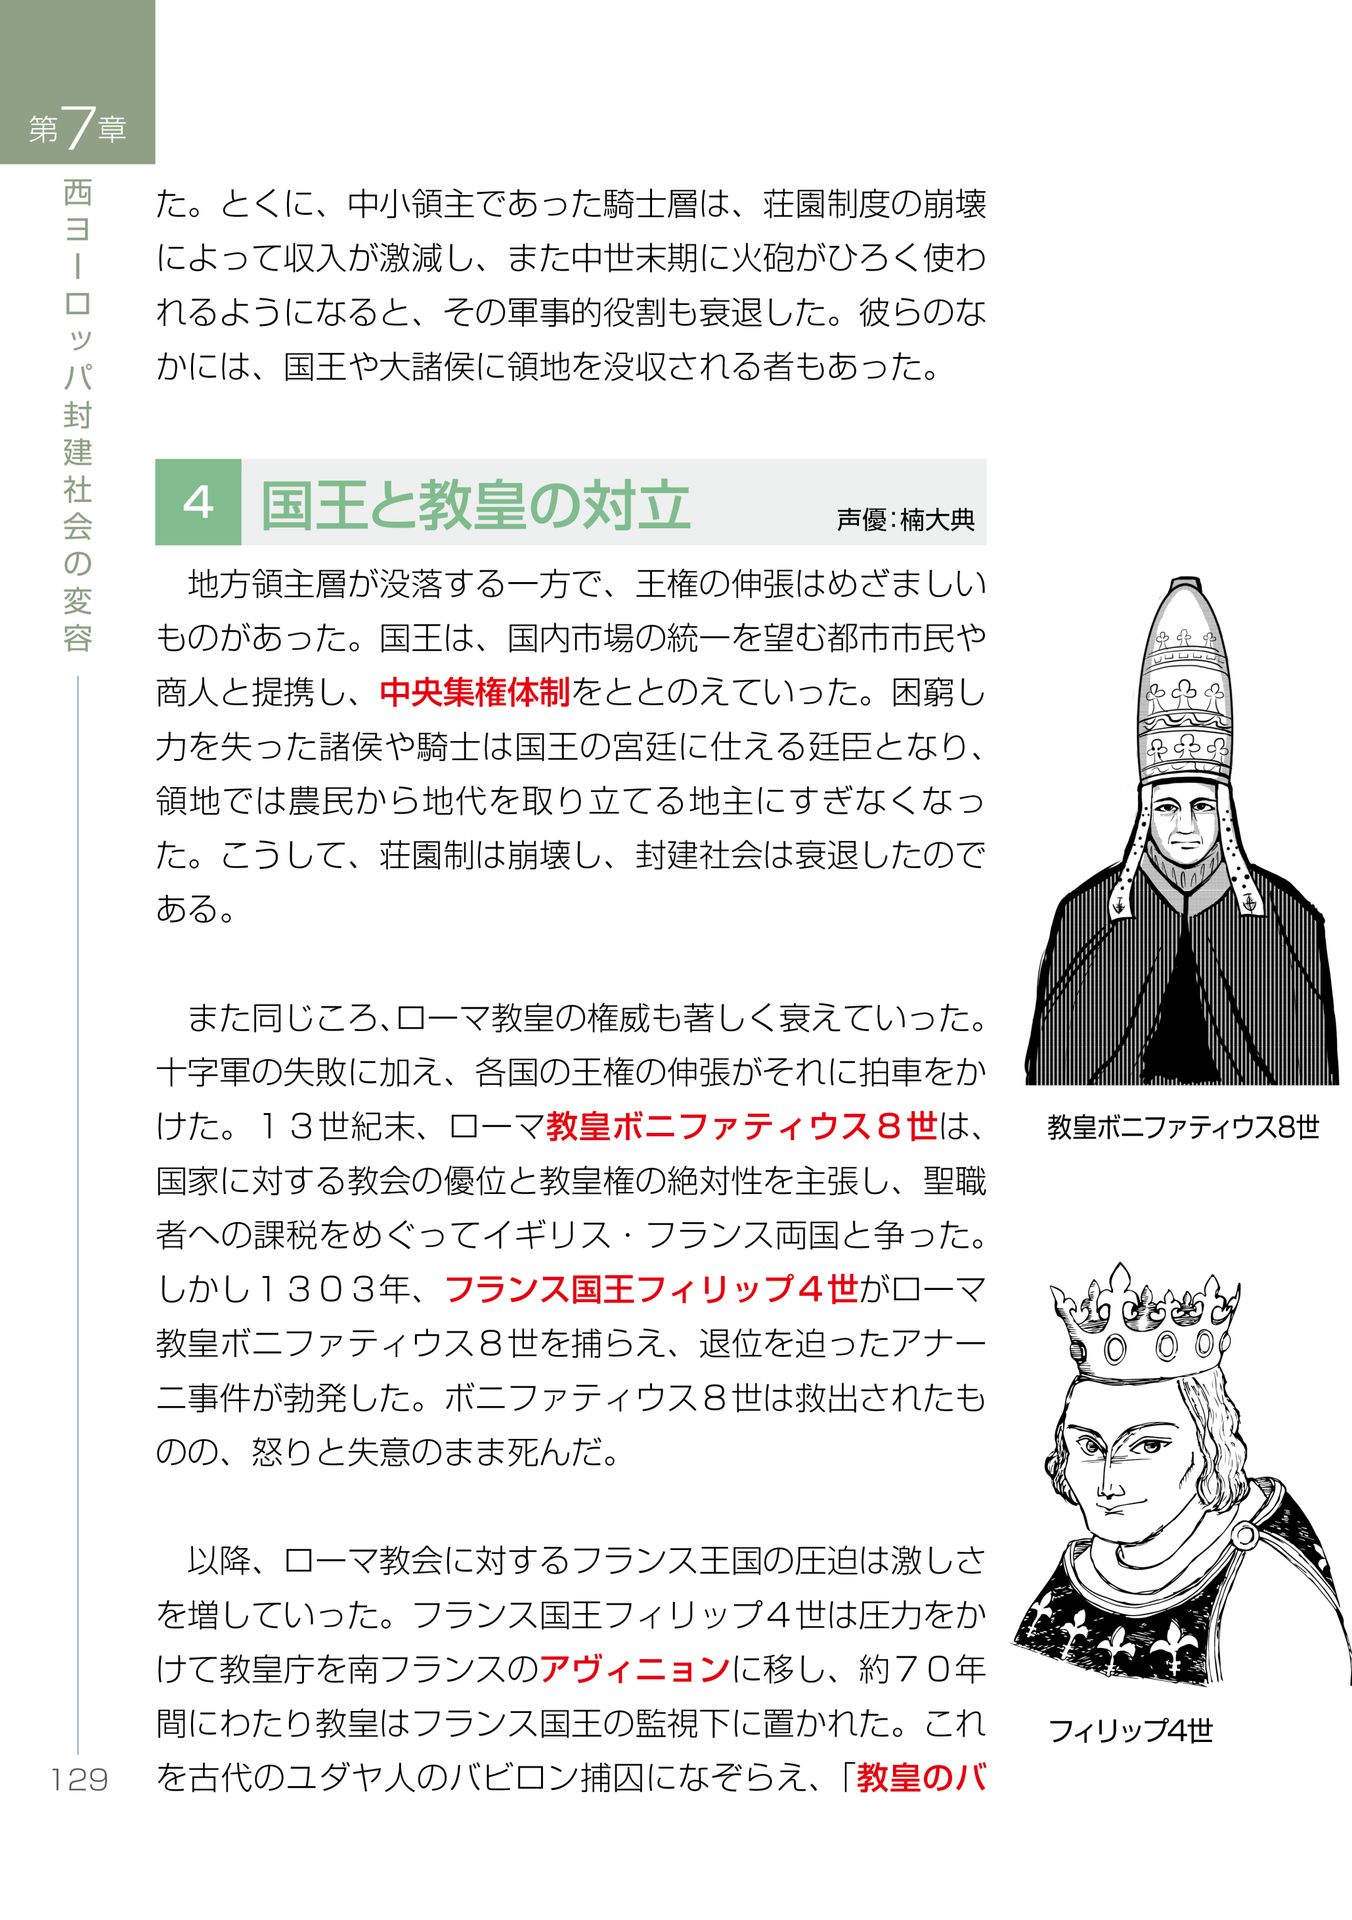 第7章
西ヨーロッパ封建社会の変容
た。とくに、中小領主であった騎士層は、荘園制度の崩壊
によって収入が激減し、また中世末期に火砲がひろく使わ
れるようになると、その軍事的役割も衰退した。彼らのな
かには、国王や大諸侯に領地を没収される者もあった。
4 国王と教皇の対立 声優：楠大典
地方領主層が没落する一方で、王権の伸張はめざましい
ものがあった。国王は、国内市場の統一を望む都市市民や
商人と提携し、中央集権体制をととのえていった。困窮し
力を失った諸侯や騎士は国王の宮廷に仕える廷臣となり、
領地では農民から地代を取り立てる地主にすぎなくなっ
た。こうして、荘園制は崩壊し、封建社会は衰退したので
ある。
また同じころ、ローマ教皇の権威も著しく衰えていった。
十字軍の失敗に加え、各国の王権の伸張がそれに拍車をか
けた。１３世紀末、ローマ教皇ボニファティウス８世は、
国家に対する教会の優位と教皇権の絶対性を主張し、聖職
者への課税をめぐってイギリス・フランス両国と争った。
しかし１３０３年、フランス国王フィリップ４世がローマ
教皇ボニファティウス８世を捕らえ、退位を迫ったアナー
ニ事件が勃発した。ボニファティウス８世は救出されたも
のの、怒りと失意のまま死んだ。
以降、ローマ教会に対するフランス王国の圧迫は激しさ
を増していった。フランス国王フィリップ４世は圧力をか
けて教皇庁を南フランスのアヴィニョンに移し、約７０年
間にわたり教皇はフランス国王の監視下に置かれた。これ
を古代のユダヤ人のバビロン捕囚になぞらえ、「教皇のバ
教皇ボニファティウス8世
フィリップ4世
129